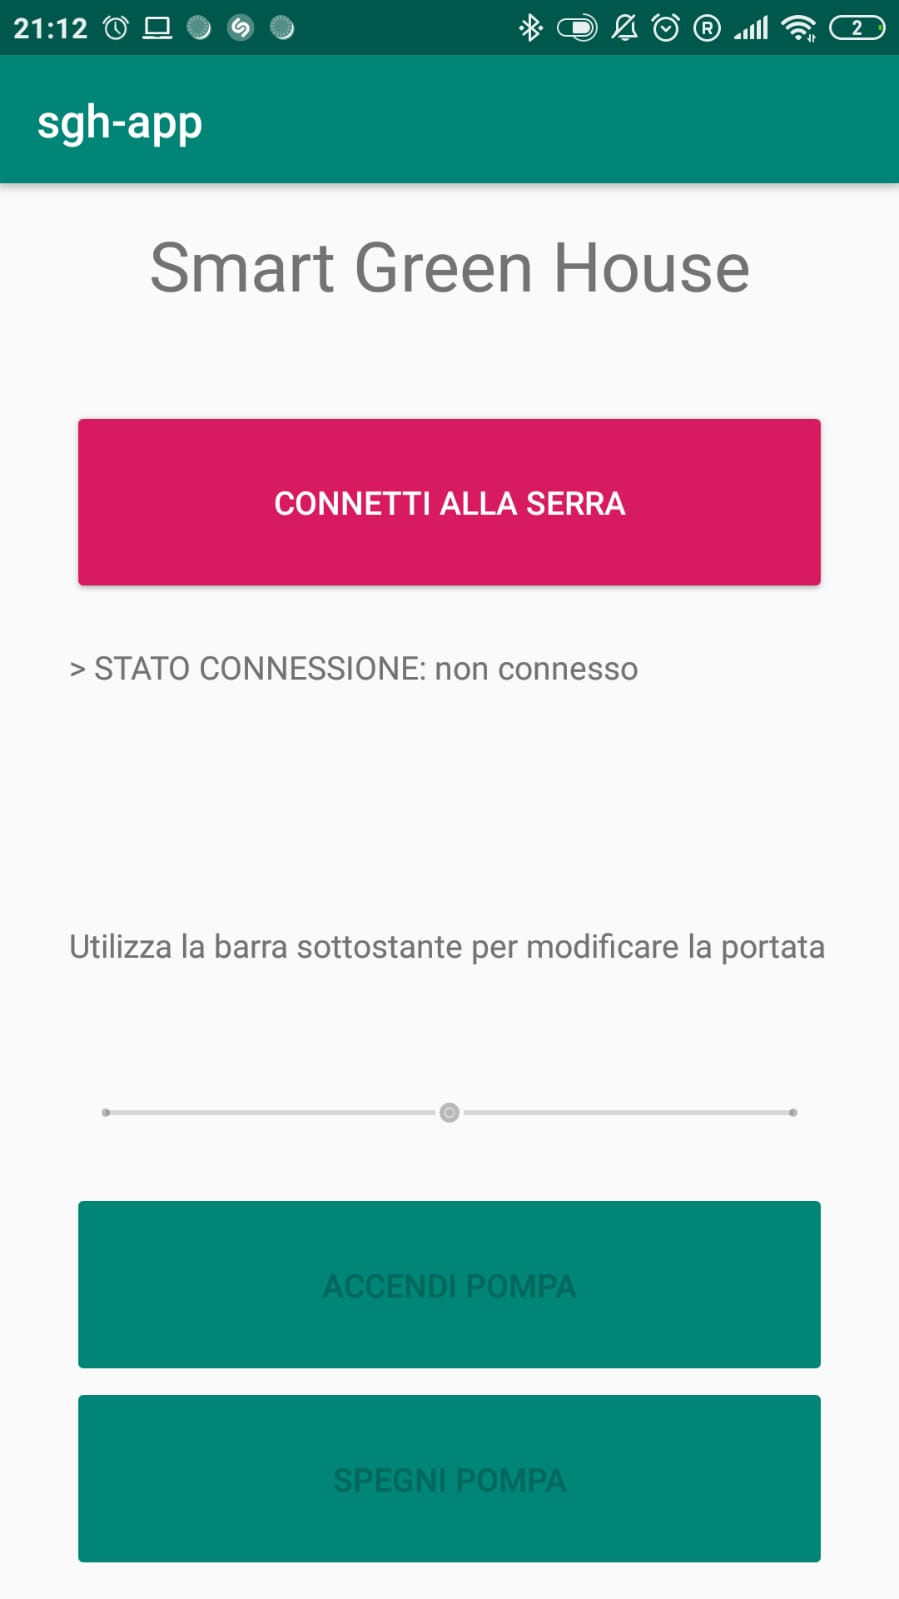 21:12 R 2
sgh-app
Smart Green House
CONNETTI ALLA SERRA
> STATO CONNESSIONE: non connesso
Utilizza la barra sottostante per modificare la portata
ACCENDI POMPA
SPEGNI POMPA